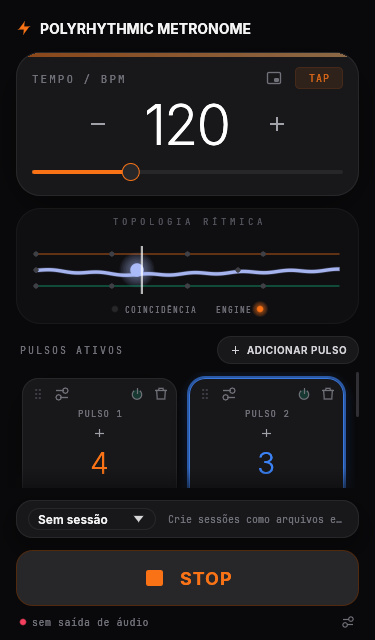 POLYRHYTHMIC METRONOME
TEMPO / BPM
TAP
− 120 +
TOPOLOGIA RÍTMICA
COINCIDÊNCIA ENGINE
PULSOS ATIVOS
+ ADICIONAR PULSO
PULSO 1
+
4
PULSO 2
+
3
Sem sessão
Crie sessões como arquivos e…
STOP
sem saída de áudio